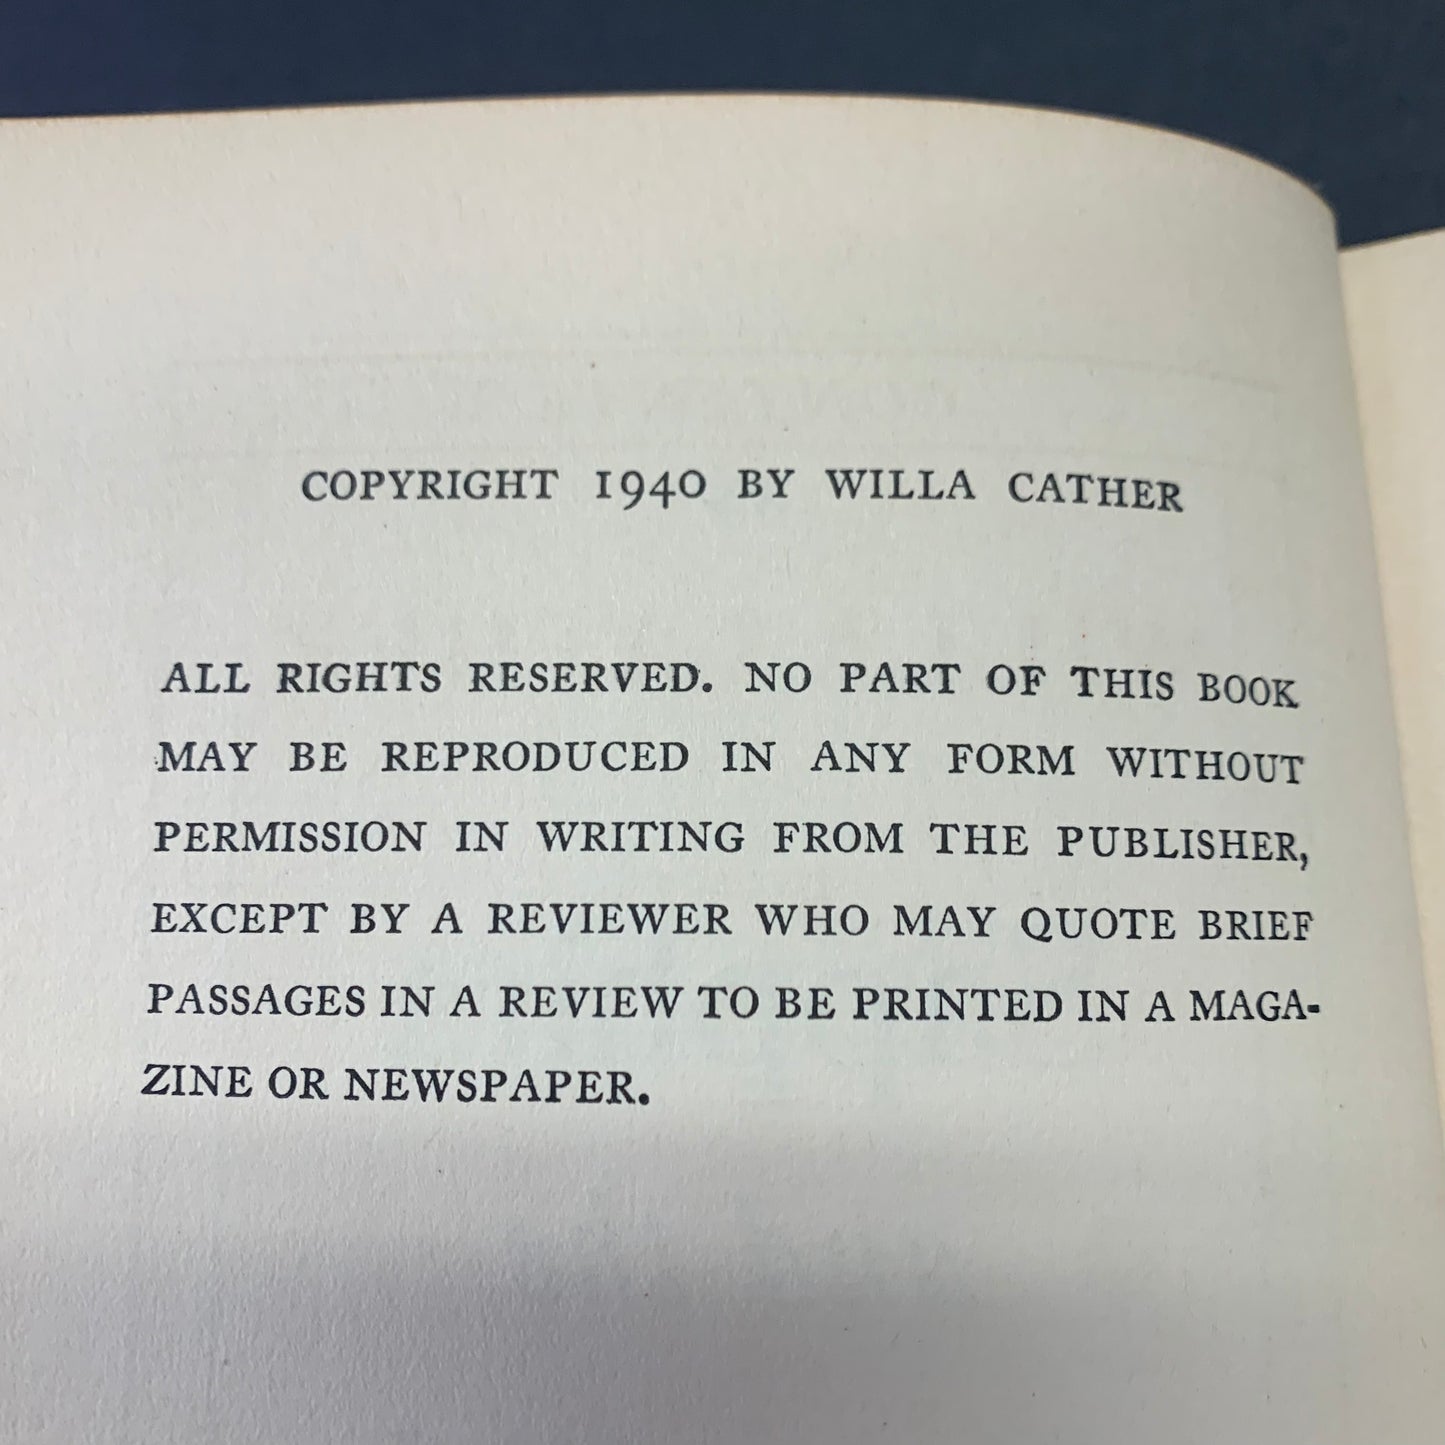 COPYRIGHT 1940 BY WILLA CATHER
ALL RIGHTS RESERVED. NO PART OF THIS BOOK
MAY BE REPRODUCED IN ANY FORM WITHOUT
PERMISSION IN WRITING FROM THE PUBLISHER,
EXCEPT BY A REVIEWER WHO MAY QUOTE BRIEF
PASSAGES IN A REVIEW TO BE PRINTED IN A MAGA-
ZINE OR NEWSPAPER.